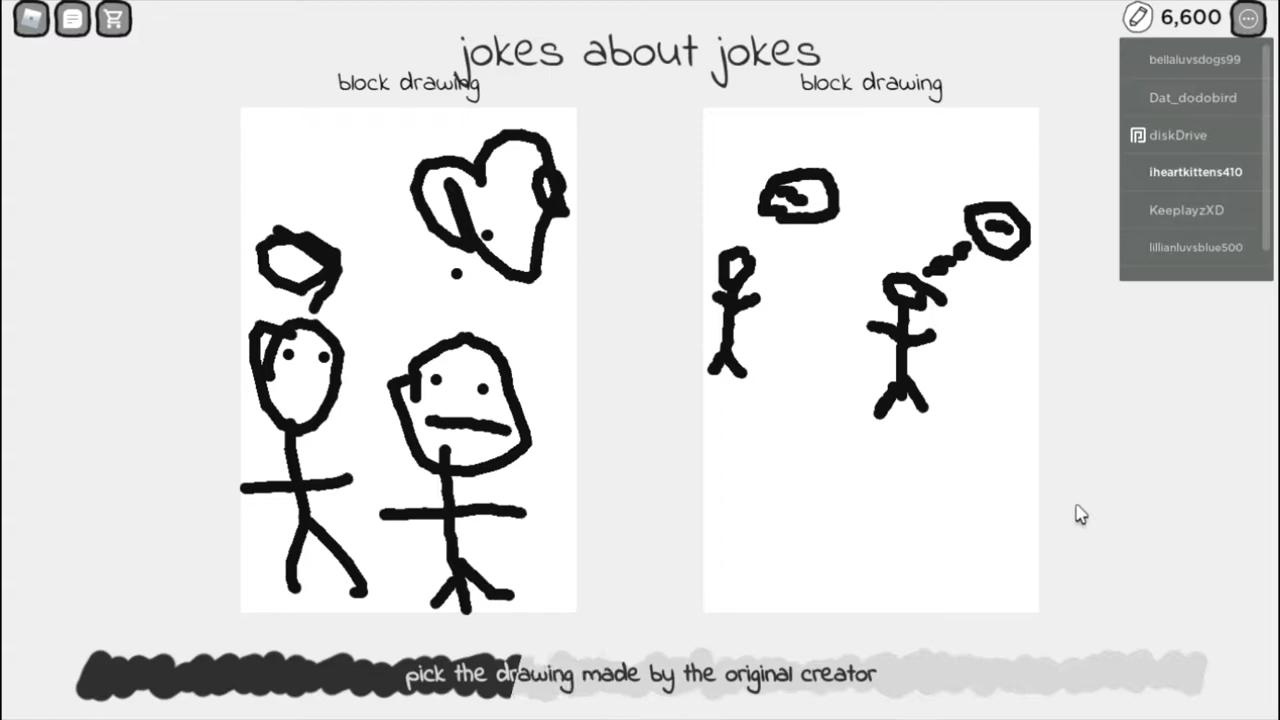 6,600
jokes about jokes
block drawing
block drawing
bellaluvsdogs99
Dat_dodobird
diskDrive
iheartkittens410
KeeplayzXD
lillianluvsblue500
pick the drawing made by the original creator